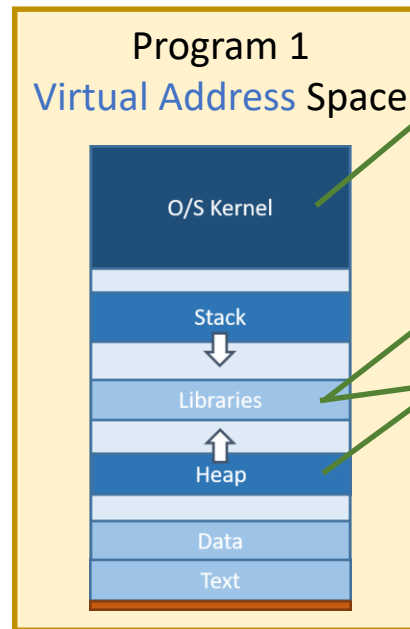 Program 1
Virtual Address Space
O/S Kernel
Stack
Libraries
Heap
Data
Text